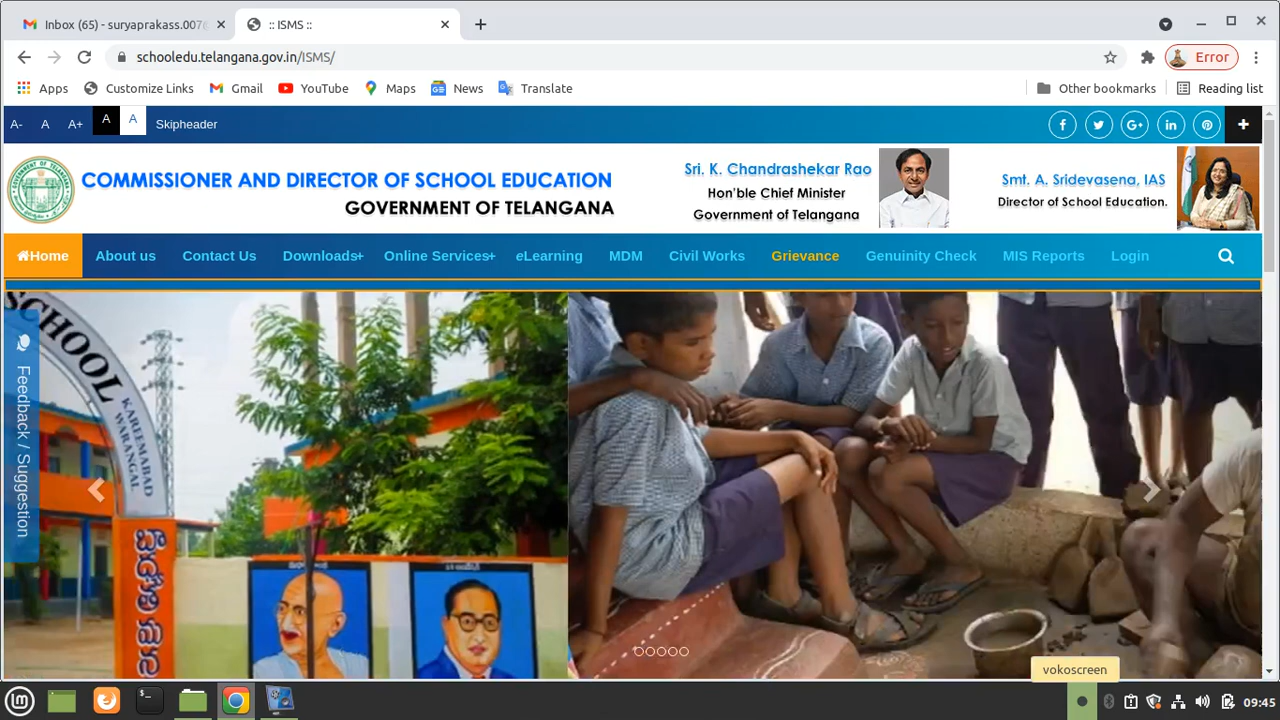 Inbox (65) - suryaprakass.007
:: ISMS ::
schooledu.telangana.gov.in/ISMS/
Error
Apps Customize Links Gmail YouTube Maps News Translate Other bookmarks Reading list
A- A A+ A A Skipheader
COMMISSIONER AND DIRECTOR OF SCHOOL EDUCATION
GOVERNMENT OF TELANGANA
Sri. K. Chandrashekar Rao
Hon'ble Chief Minister
Government of Telangana
Smt. A. Sridevasena, IAS
Director of School Education.
Home About us Contact Us Downloads+ Online Services+ eLearning MDM Civil Works Grievance Genuinity Check MIS Reports Login
Feedback / Suggestion
SCHOOL
KAREEMABAD
WARANGAL
vokoscreen
09:45